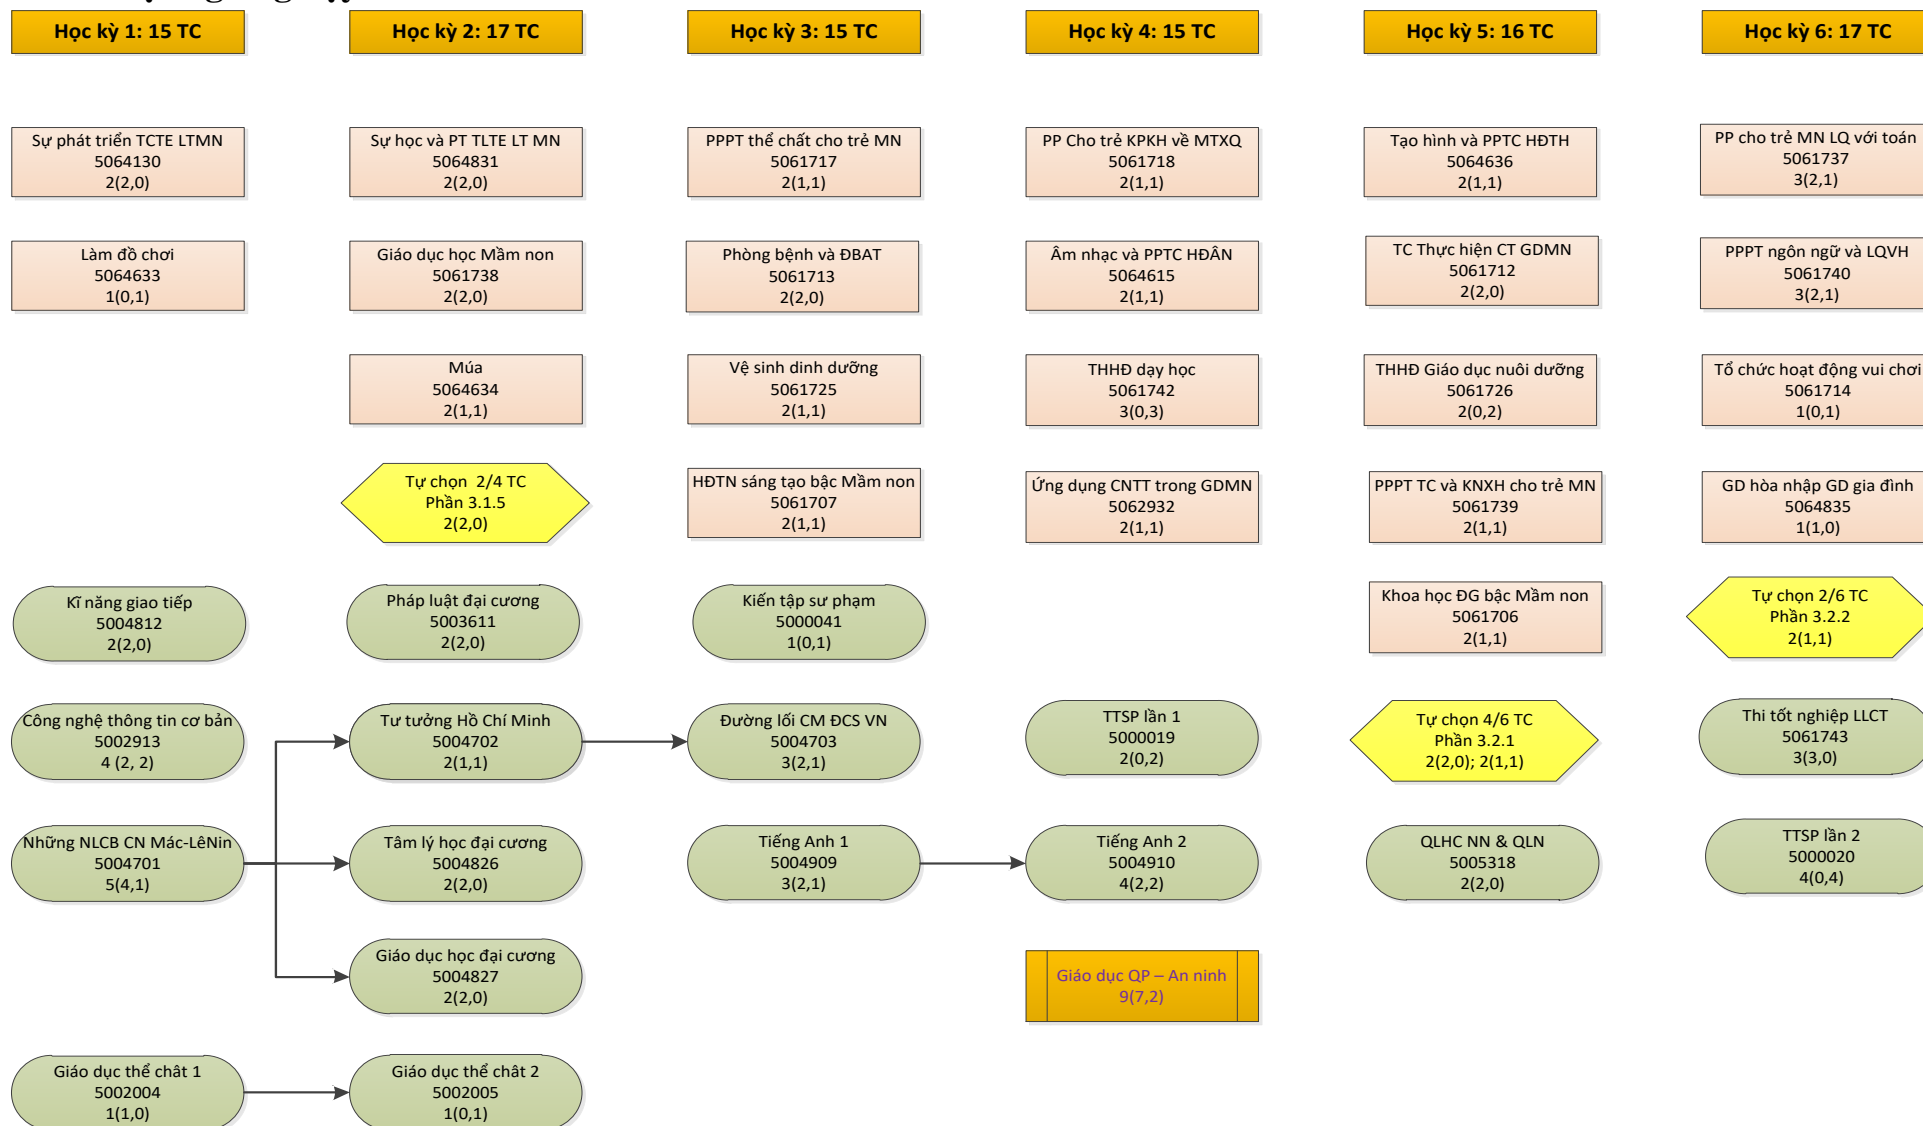 Học kỳ 1: 15 TC
Học kỳ 2: 17 TC
Học kỳ 3: 15 TC
Học kỳ 4: 15 TC
Học kỳ 5: 16 TC
Học kỳ 6: 17 TC
Sự phát triển TCTE LTMN
5064130
2(2,0)
Sự học và PT TLTE LT MN
5064831
2(2,0)
PPPT thể chất cho trẻ MN
5061717
2(1,1)
PP Cho trẻ KPKH về MTXQ
5061718
2(1,1)
Tạo hình và PPTC HĐTH
5064636
2(1,1)
PP cho trẻ MN LQ với toán
5061737
3(2,1)
Làm đồ chơi
5064633
1(0,1)
Giáo dục học Mầm non
5061738
2(2,0)
Phòng bệnh và ĐBAT
5061713
2(2,0)
Âm nhạc và PPTC HĐÂN
5064615
2(1,1)
TC Thực hiện CT GDMN
5061712
2(2,0)
PPPT ngôn ngữ và LQVH
5061740
3(2,1)
Múa
5064634
2(1,1)
Vệ sinh dinh dưỡng
5061725
2(1,1)
THHĐ dạy học
5061742
3(0,3)
THHĐ Giáo dục nuôi dưỡng
5061726
2(0,2)
Tổ chức hoạt động vui chơi
5061714
1(0,1)
Tự chọn 2/4 TC
Phần 3.1.5
2(2,0)
HĐTN sáng tạo bậc Mầm non
5061707
2(1,1)
Ứng dụng CNTT trong GDMN
5062932
2(1,1)
PPPT TC và KNXH cho trẻ MN
5061739
2(1,1)
GD hòa nhập GD gia đình
5064835
1(1,0)
Kĩ năng giao tiếp
5004812
2(2,0)
Pháp luật đại cương
5003611
2(2,0)
Kiến tập sư phạm
5000041
1(0,1)
Khoa học ĐG bậc Mầm non
5061706
2(1,1)
Tự chọn 2/6 TC
Phần 3.2.2
2(1,1)
Công nghệ thông tin cơ bản
5002913
4 (2, 2)
Tư tưởng Hồ Chí Minh
5004702
2(1,1)
Đường lối CM ĐCS VN
5004703
3(2,1)
TTSP lần 1
5000019
2(0,2)
Tự chọn 4/6 TC
Phần 3.2.1
2(2,0); 2(1,1)
Thi tốt nghiệp LLCT
5061743
3(3,0)
Những NLCB CN Mác-LêNin
5004701
5(4,1)
Tâm lý học đại cương
5004826
2(2,0)
Tiếng Anh 1
5004909
3(2,1)
Tiếng Anh 2
5004910
4(2,2)
QLHC NN & QLN
5005318
2(2,0)
TTSP lần 2
5000020
4(0,4)
Giáo dục học đại cương
5004827
2(2,0)
Giáo dục QP – An ninh
9(7,2)
Giáo dục thể chât 1
5002004
1(1,0)
Giáo dục thể chât 2
5002005
1(0,1)